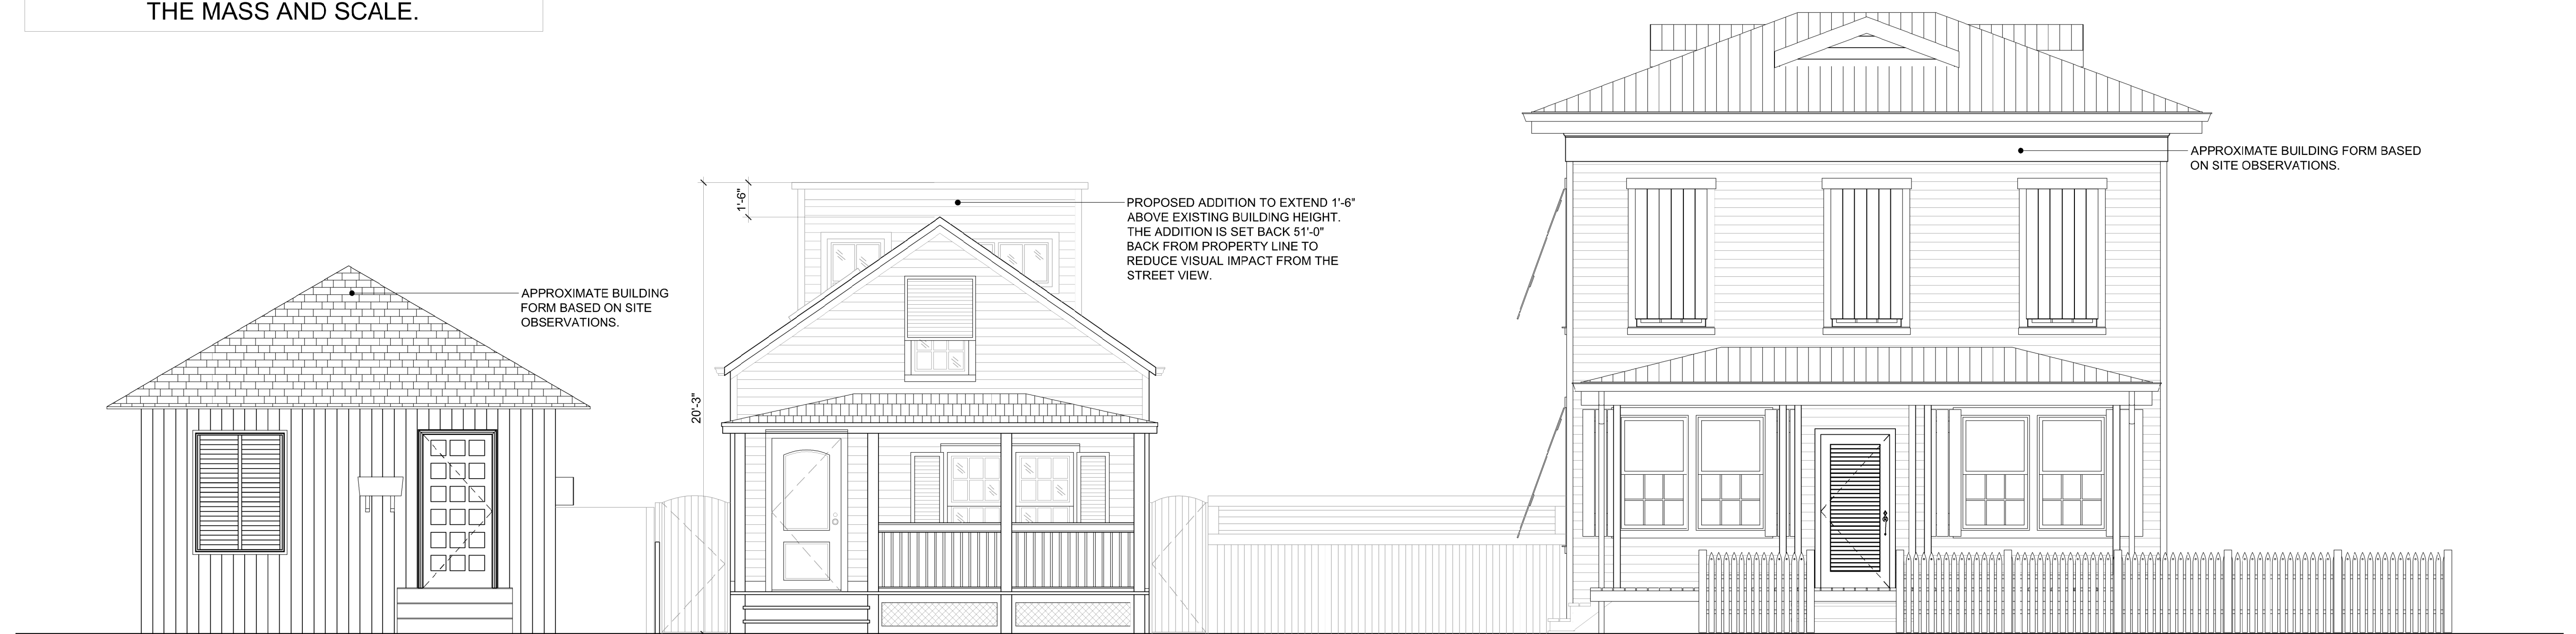 THE MASS AND SCALE.
APPROXIMATE BUILDING
FORM BASED ON SITE
OBSERVATIONS.
1'-6"
20'-3"
PROPOSED ADDITION TO EXTEND 1'-6"
ABOVE EXISTING BUILDING HEIGHT.
THE ADDITION IS SET BACK 51'-0"
BACK FROM PROPERTY LINE TO
REDUCE VISUAL IMPACT FROM THE
STREET VIEW.
APPROXIMATE BUILDING FORM BASED
ON SITE OBSERVATIONS.